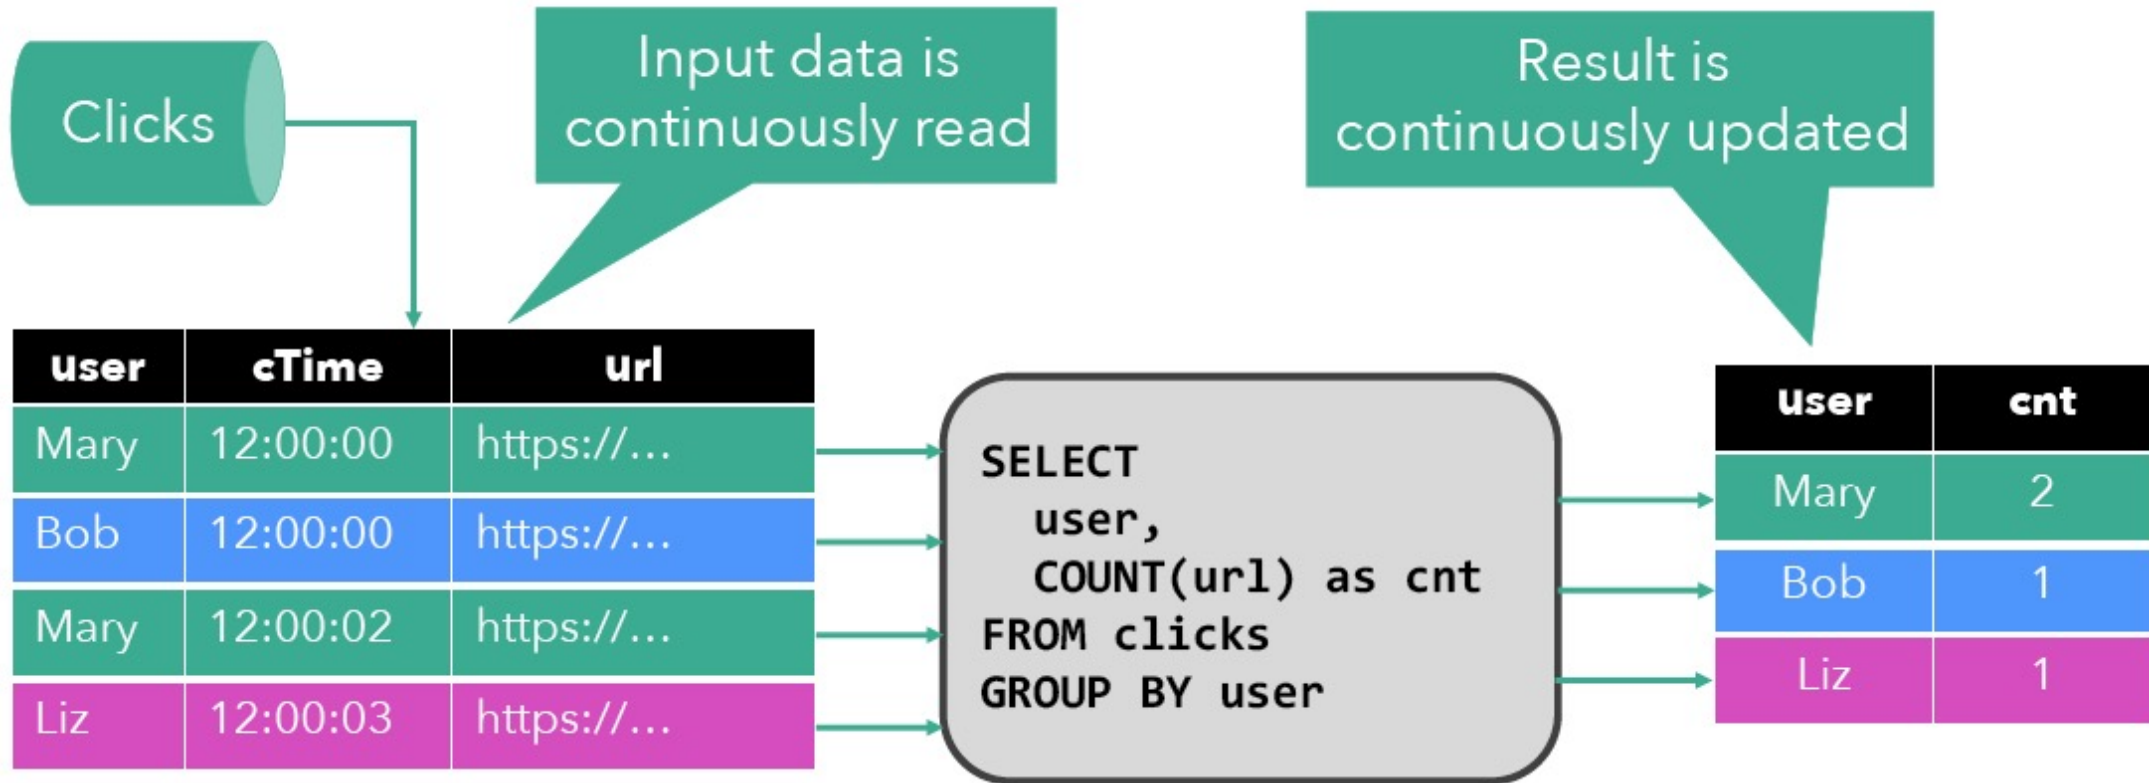 Clicks
Input data is
continuously read
Result is
continuously updated
user cTime url
Mary 12:00:00 https://...
Bob 12:00:00 https://...
Mary 12:00:02 https://...
Liz 12:00:03 https://...
SELECT
user,
COUNT(url) as cnt
FROM clicks
GROUP BY user
user cnt
Mary 2
Bob 1
Liz 1